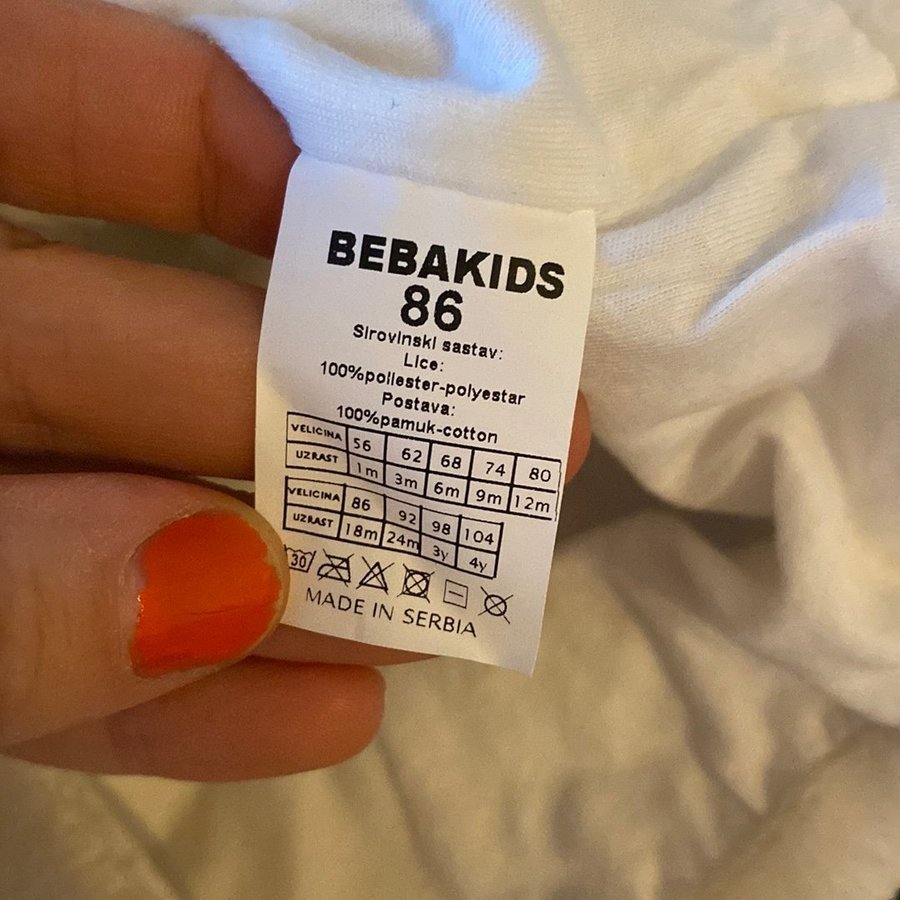 BEBAKIDS
86
Sirovinski sastav:
Lice:
100%poliester-polyestar
Postava:
100%pamuk-cotton
VELICINA 56 62 68 74 80
UZRAST 1m 3m 6m 9m 12m
VELICINA 86 92 98 104
UZRAST 18m 24m 3y 4y
30
MADE IN SERBIA